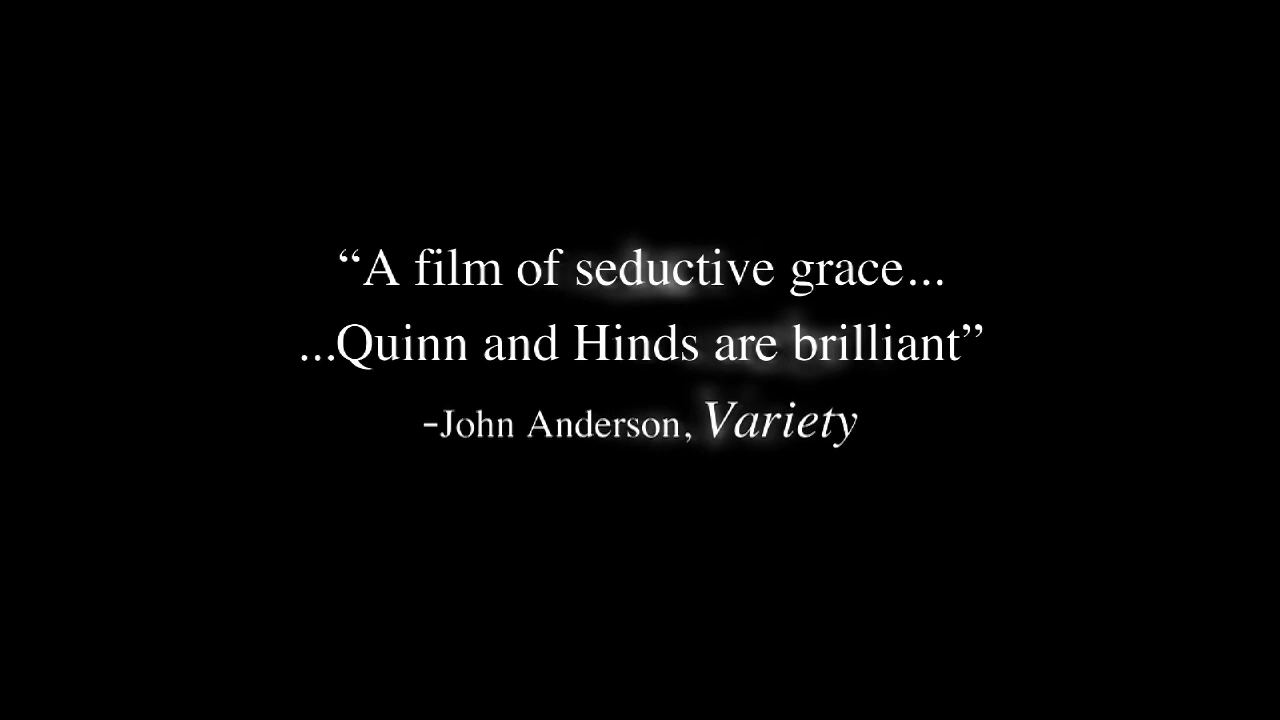 “A film of seductive grace...
...Quinn and Hinds are brilliant”
-John Anderson, Variety